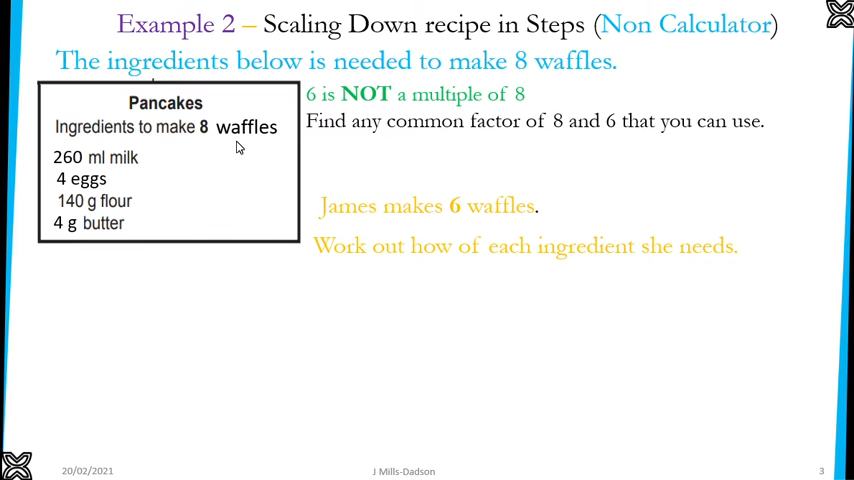 Example 2 – Scaling Down recipe in Steps (Non Calculator)
The ingredients below is needed to make 8 waffles.
Pancakes
Ingredients to make 8 waffles
260 ml milk
4 eggs
140 g flour
4 g butter
6 is NOT a multiple of 8
Find any common factor of 8 and 6 that you can use.
James makes 6 waffles.
Work out how of each ingredient she needs.
20/02/2021
J Mills-Dadson
3